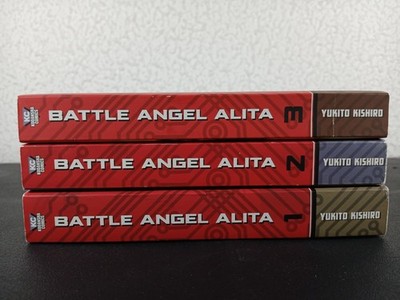 BATTLE ANGEL ALITA 3 YUKITO KISHIRO
BATTLE ANGEL ALITA 2 YUKITO KISHIRO
BATTLE ANGEL ALITA 1 YUKITO KISHIRO